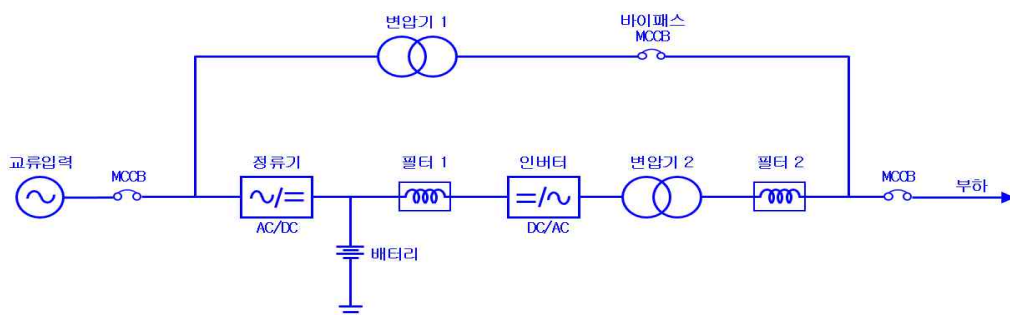 변압기 1
바이패스
MCCB
교류입력
MCCB
정류기
AC/DC
필터 1
인버터
DC/AC
변압기 2
필터 2
MCCB
부하
배터리